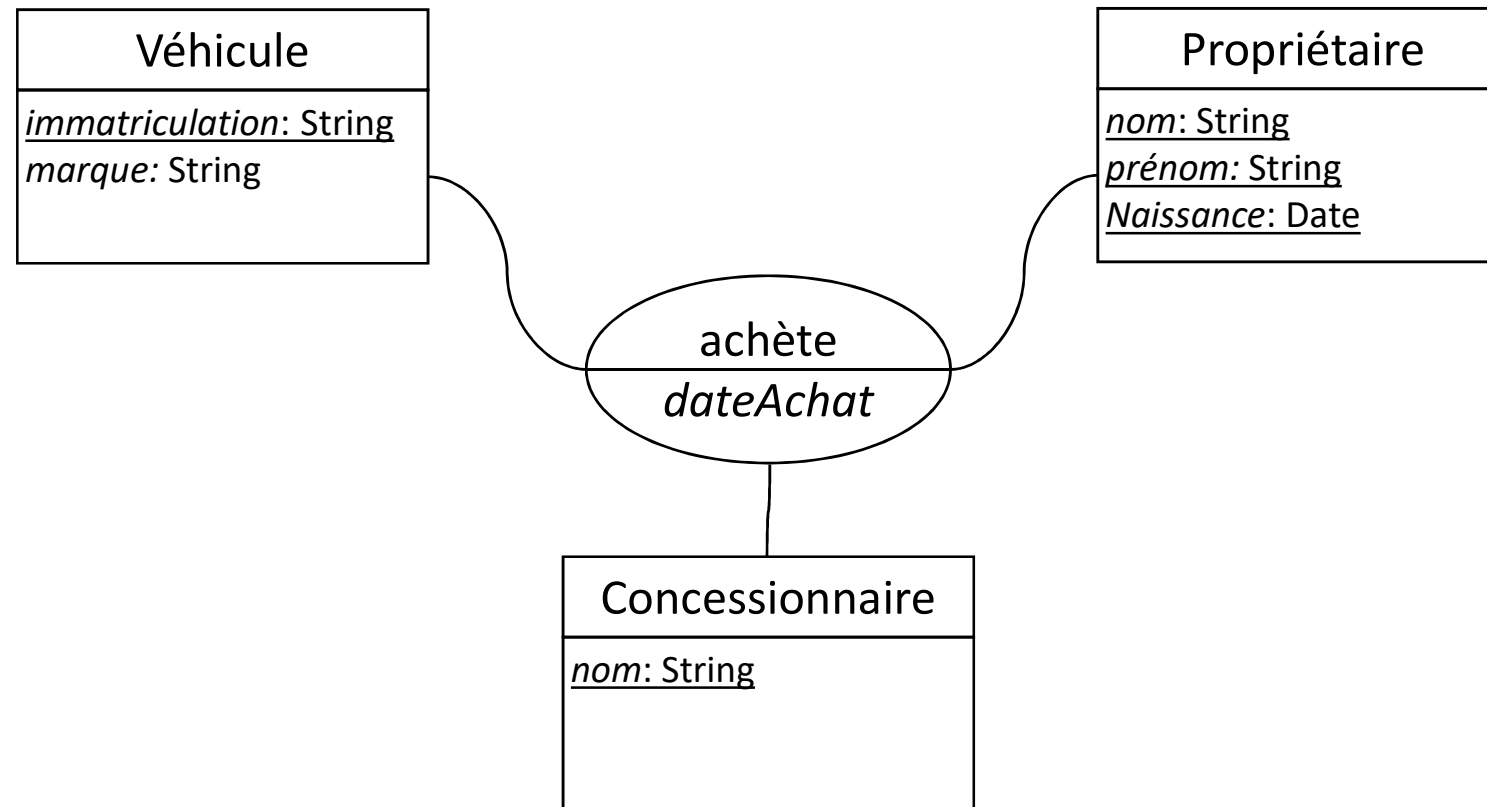 Véhicule
immatriculation: String
marque: String
Propriétaire
nom: String
prénom: String
Naissance: Date
achète
dateAchat
Concessionnaire
nom: String